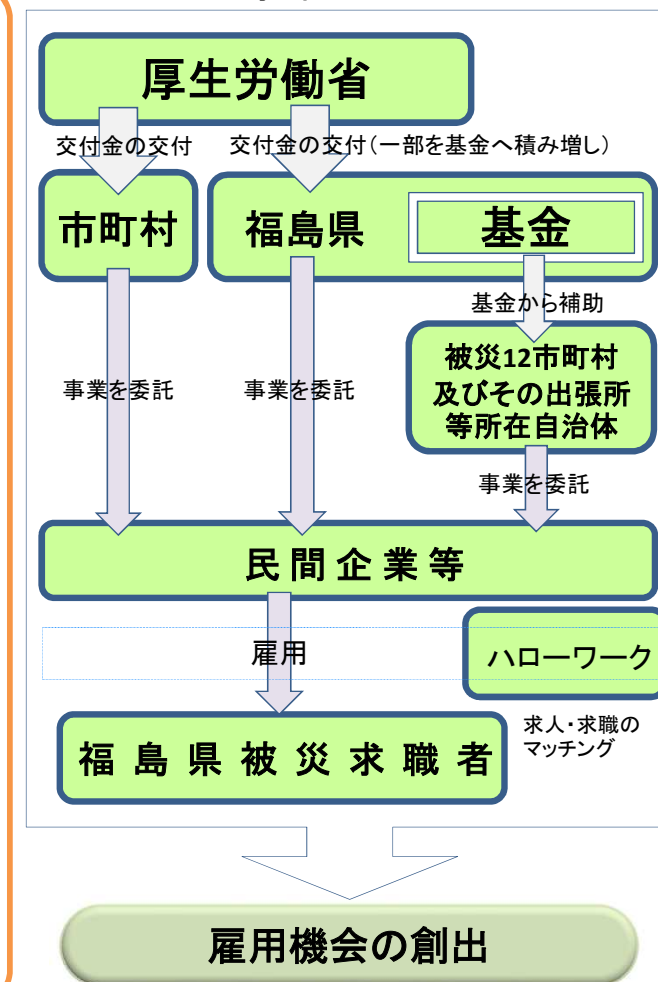 厚生労働省
交付金の交付
交付金の交付(一部を基金へ積み増し)
市町村
福島県
基金
基金から補助
被災12市町村
及びその出張所
等所在自治体
事業を委託
事業を委託
事業を委託
民間企業等
雇用
ハローワーク
求人・求職の
マッチング
福島県被災求職者
雇用機会の創出